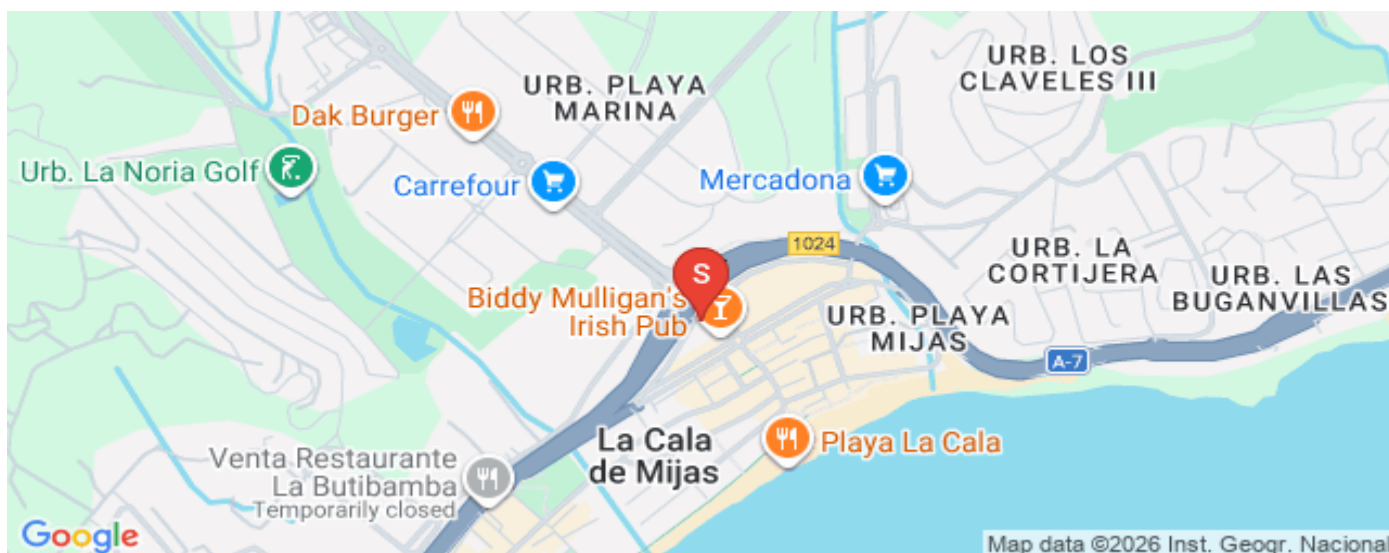 URB. LOS
CLAVELES III
URB. PLAYA
MARINA
Dak Burger
Urb. La Noria Golf
Carrefour
Mercadona
1024
S
URB. LA
CORTIJERA
URB. LAS
BUGANVILLAS
Biddy Mulligan's
Irish Pub
URB. PLAYA
MIJAS
A-7
La Cala
de Mijas
Playa La Cala
Venta Restaurante
La Butibamba
Temporarily closed
Google
Map data ©2026 Inst. Geogr. Nacional